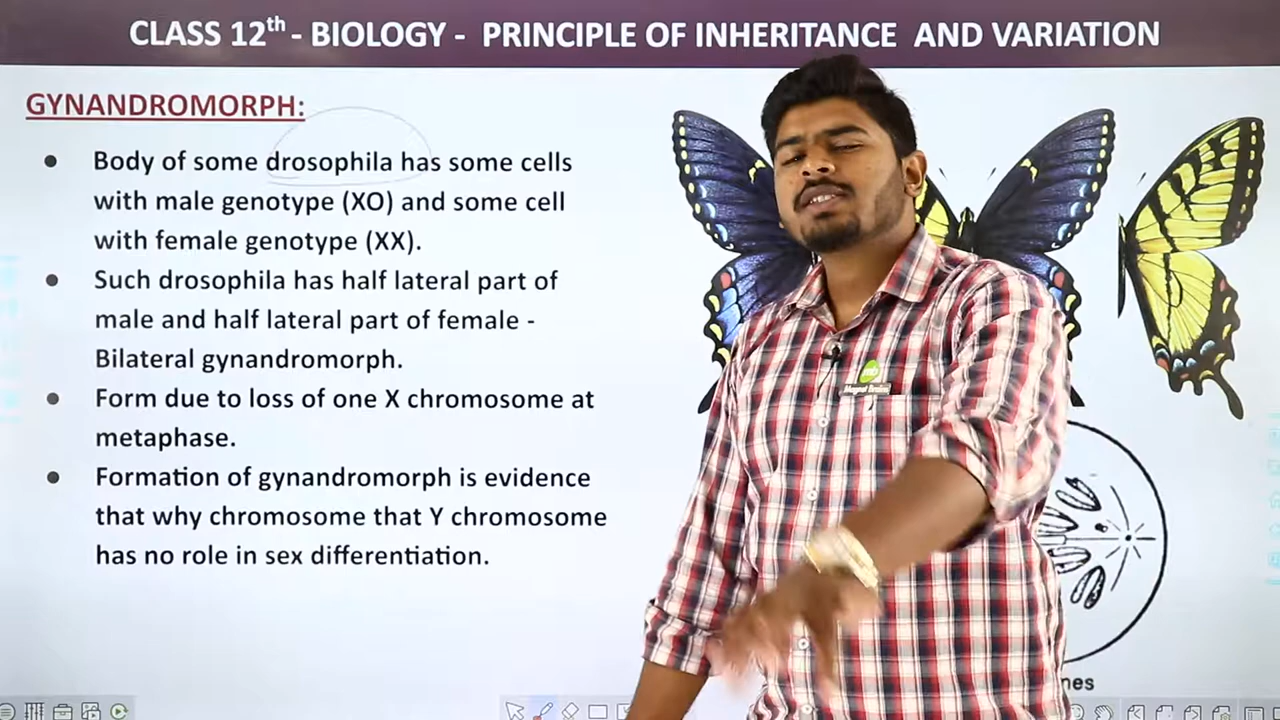 CLASS 12th - BIOLOGY - PRINCIPLE OF INHERITANCE AND VARIATION
GYNANDROMORPH:
• Body of some drosophila has some cells
with male genotype (XO) and some cell
with female genotype (XX).
• Such drosophila has half lateral part of
male and half lateral part of female -
Bilateral gynandromorph.
• Form due to loss of one X chromosome at
metaphase.
• Formation of gynandromorph is evidence
that why chromosome that Y chromosome
has no role in sex differentiation.
mb
Magnet Brains
nes